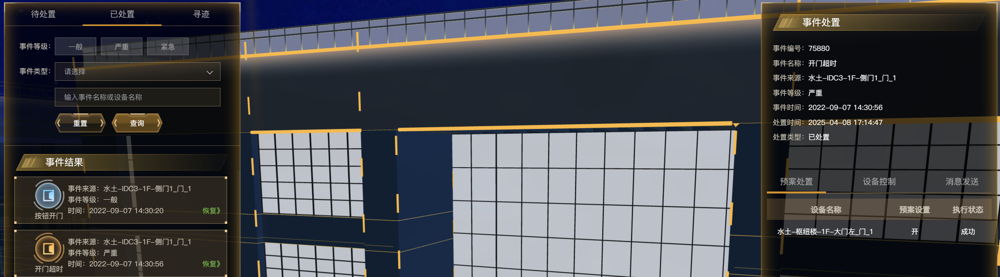 待处置 已处置 寻迹
事件等级： 一般 严重 紧急
事件类型： 请选择
输入事件名称或设备名称
重置 查询
事件结果
事件来源：水土-IDC3-1F-侧门1_门_1
事件等级：一般
时间：2022-09-07 14:30:20 恢复》
按钮开门
事件来源：水土-IDC3-1F-侧门1_门_1
事件等级：严重
时间：2022-09-07 14:30:56 恢复》
开门超时
事件处置
事件编号：75880
事件名称：开门超时
事件来源：水土-IDC3-1F-侧门1_门_1
事件等级：严重
事件时间：2022-09-07 14:30:56
处置时间：2025-04-08 17:14:47
处置类型：已处置
预案处置 设备控制 消息发送
设备名称 预案设置 执行状态
水土-枢纽楼-1F-大门左_门_1 开 成功